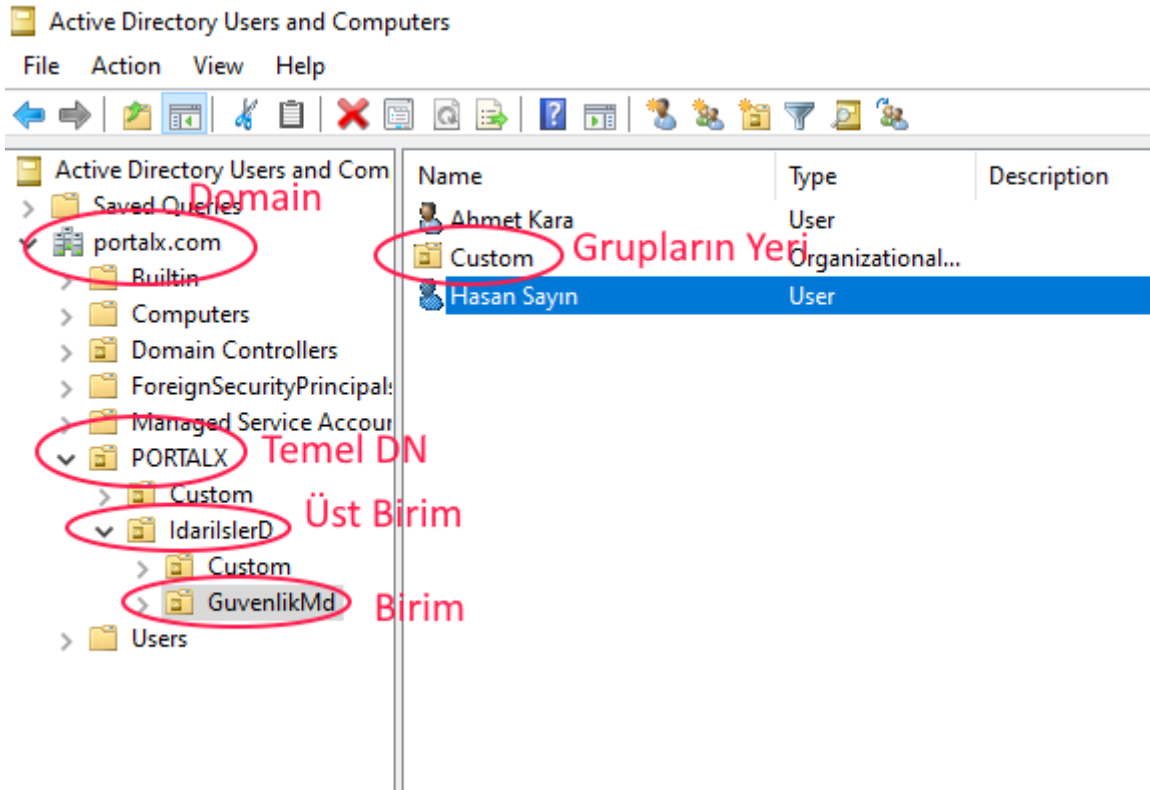 Active Directory Users and Computers
File Action View Help
Active Directory Users and Com
Saved Queries
Domain
portalx.com
Builtin
Computers
Domain Controllers
ForeignSecurityPrincipals
Managed Service Accour
PORTALX
Temel DN
Custom
Üst Birim
IdariIslerD
Custom
GuvenlikMd
Birim
Users
Name Type Description
Ahmet Kara User
Custom Organizational...
Grupların Yeri
Hasan Sayın User